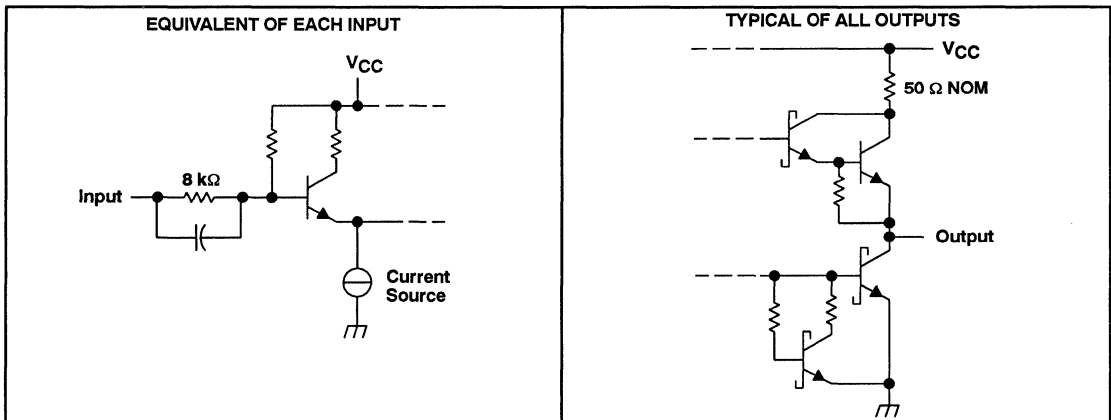 EQUIVALENT OF EACH INPUT
VCC
8 kΩ
Input
Current
Source
TYPICAL OF ALL OUTPUTS
VCC
50 Ω NOM
Output